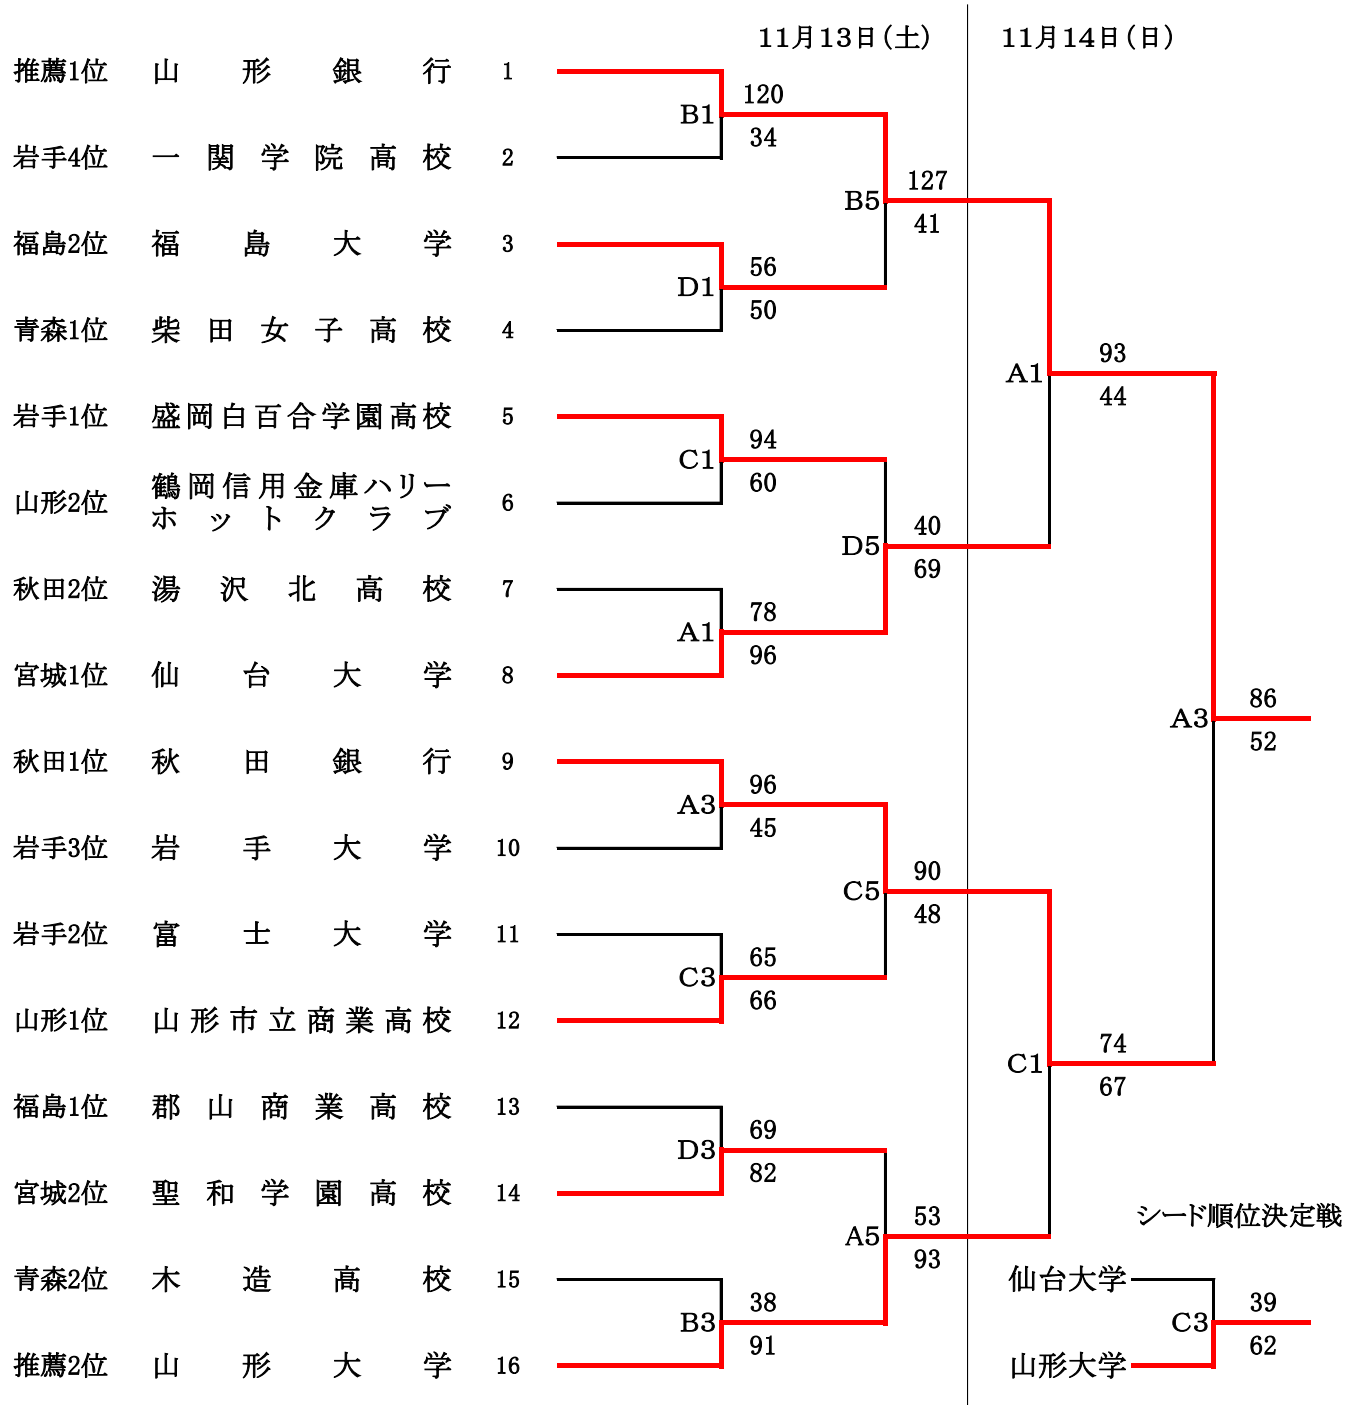 11月13日(土) 11月14日(日)
推薦1位 山形銀行 1
120
B1
34
岩手4位 一関学院高校 2
127
B5
41
福島2位 福島大学 3
56
D1
50
青森1位 柴田女子高校 4
93
A1
44
岩手1位 盛岡白百合学園高校 5
94
C1
60
山形2位 鶴岡信用金庫ハリー
ホットクラブ 6
40
D5
69
秋田2位 湯沢北高校 7
78
A1
96
宮城1位 仙台大学 8
86
A3
52
秋田1位 秋田銀行 9
96
A3
45
岩手3位 岩手大学 10
90
C5
48
岩手2位 富士大学 11
65
C3
66
山形1位 山形市立商業高校 12
74
C1
67
福島1位 郡山商業高校 13
69
D3
82
宮城2位 聖和学園高校 14
53
A5
93
シード順位決定戦
青森2位 木造高校 15
38
B3
91
推薦2位 山形大学 16
仙台大学
39
C3
62
山形大学